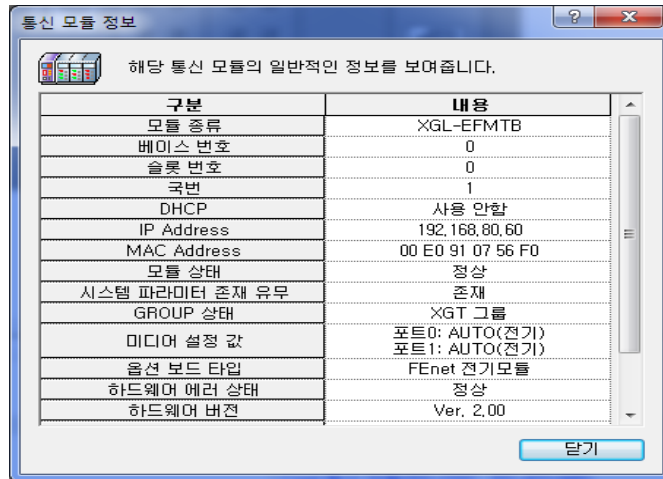 통신 모듈 정보
해당 통신 모듈의 일반적인 정보를 보여줍니다.
구분 내용
모듈 종류 XGL-EFMTB
베이스 번호 0
슬롯 번호 0
국번 1
DHCP 사용 안함
IP Address 192,168,80,60
MAC Address 00 E0 91 07 56 F0
모듈 상태 정상
시스템 파라미터 존재 유무 존재
GROUP 상태 XGT 그룹
미디어 설정 값 포트0: AUTO(전기)
포트1: AUTO(전기)
옵션 보드 타입 FEnet 전기모듈
하드웨어 에러 상태 정상
하드웨어 버전 Ver, 2,00
닫기